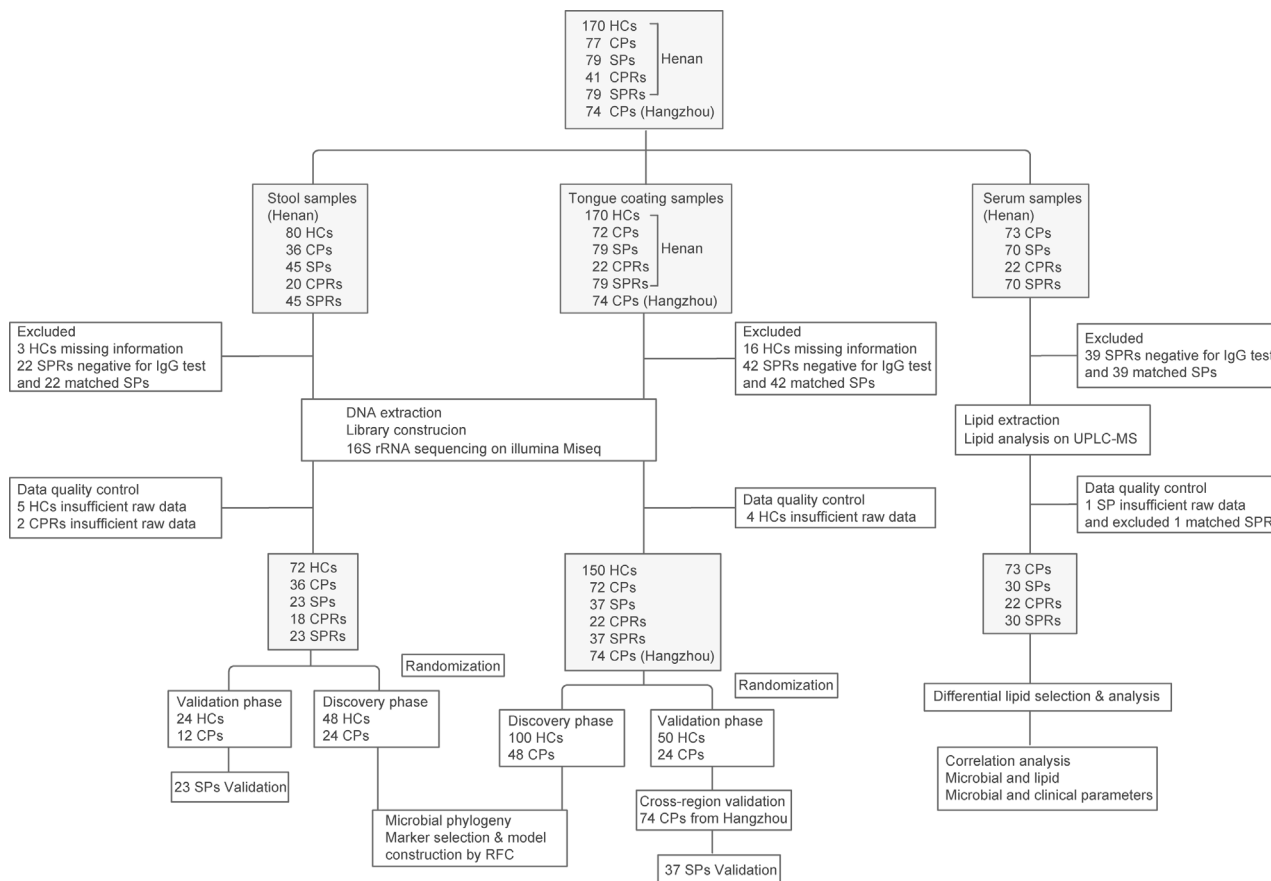 170 HCs
77 CPs
79 SPs
41 CPRs
79 SPRs
Henan
74 CPs (Hangzhou)
Stool samples
(Henan)
80 HCs
36 CPs
45 SPs
20 CPRs
45 SPRs
Tongue coating samples
170 HCs
72 CPs
79 SPs
22 CPRs
79 SPRs
Henan
74 CPs (Hangzhou)
Serum samples
(Henan)
73 CPs
70 SPs
22 CPRs
70 SPRs
Excluded
3 HCs missing information
22 SPRs negative for IgG test
and 22 matched SPs
Excluded
16 HCs missing information
42 SPRs negative for IgG test
and 42 matched SPs
Excluded
39 SPRs negative for IgG test
and 39 matched SPs
DNA extraction
Library construcion
16S rRNA sequencing on illumina Miseq
Lipid extraction
Lipid analysis on UPLC-MS
Data quality control
5 HCs insufficient raw data
2 CPRs insufficient raw data
Data quality control
4 HCs insufficient raw data
Data quality control
1 SP insufficient raw data
and excluded 1 matched SPR
72 HCs
36 CPs
23 SPs
18 CPRs
23 SPRs
150 HCs
72 CPs
37 SPs
22 CPRs
37 SPRs
74 CPs (Hangzhou)
73 CPs
30 SPs
22 CPRs
30 SPRs
Randomization
Randomization
Validation phase
24 HCs
12 CPs
Discovery phase
48 HCs
24 CPs
Discovery phase
100 HCs
48 CPs
Validation phase
50 HCs
24 CPs
Differential lipid selection & analysis
23 SPs Validation
Cross-region validation
74 CPs from Hangzhou
Correlation analysis
Microbial and lipid
Microbial and clinical parameters
Microbial phylogeny
Marker selection & model
construction by RFC
37 SPs Validation